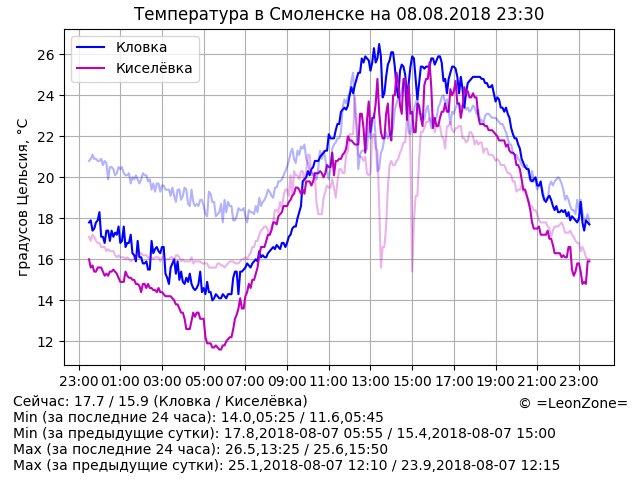 Температура в Смоленске на 08.08.2018 23:30
Кловка
Киселёвка
градусов Цельсия, °C
26
24
22
20
18
16
14
12
23:00 01:00 03:00 05:00 07:00 09:00 11:00 13:00 15:00 17:00 19:00 21:00 23:00
Сейчас: 17.7 / 15.9 (Кловка / Киселёвка)
© =LeonZone=
Min (за последние 24 часа): 14.0,05:25 / 11.6,05:45
Min (за предыдущие сутки): 17.8,2018-08-07 05:55 / 15.4,2018-08-07 15:00
Max (за последние 24 часа): 26.5,13:25 / 25.6,15:50
Max (за предыдущие сутки): 25.1,2018-08-07 12:10 / 23.9,2018-08-07 12:15